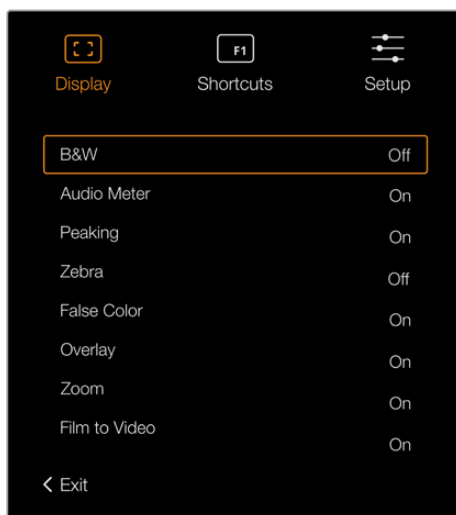 F1
Display Shortcuts Setup
B&W Off
Audio Meter On
Peaking On
Zebra Off
False Color On
Overlay On
Zoom On
Film to Video On
Exit